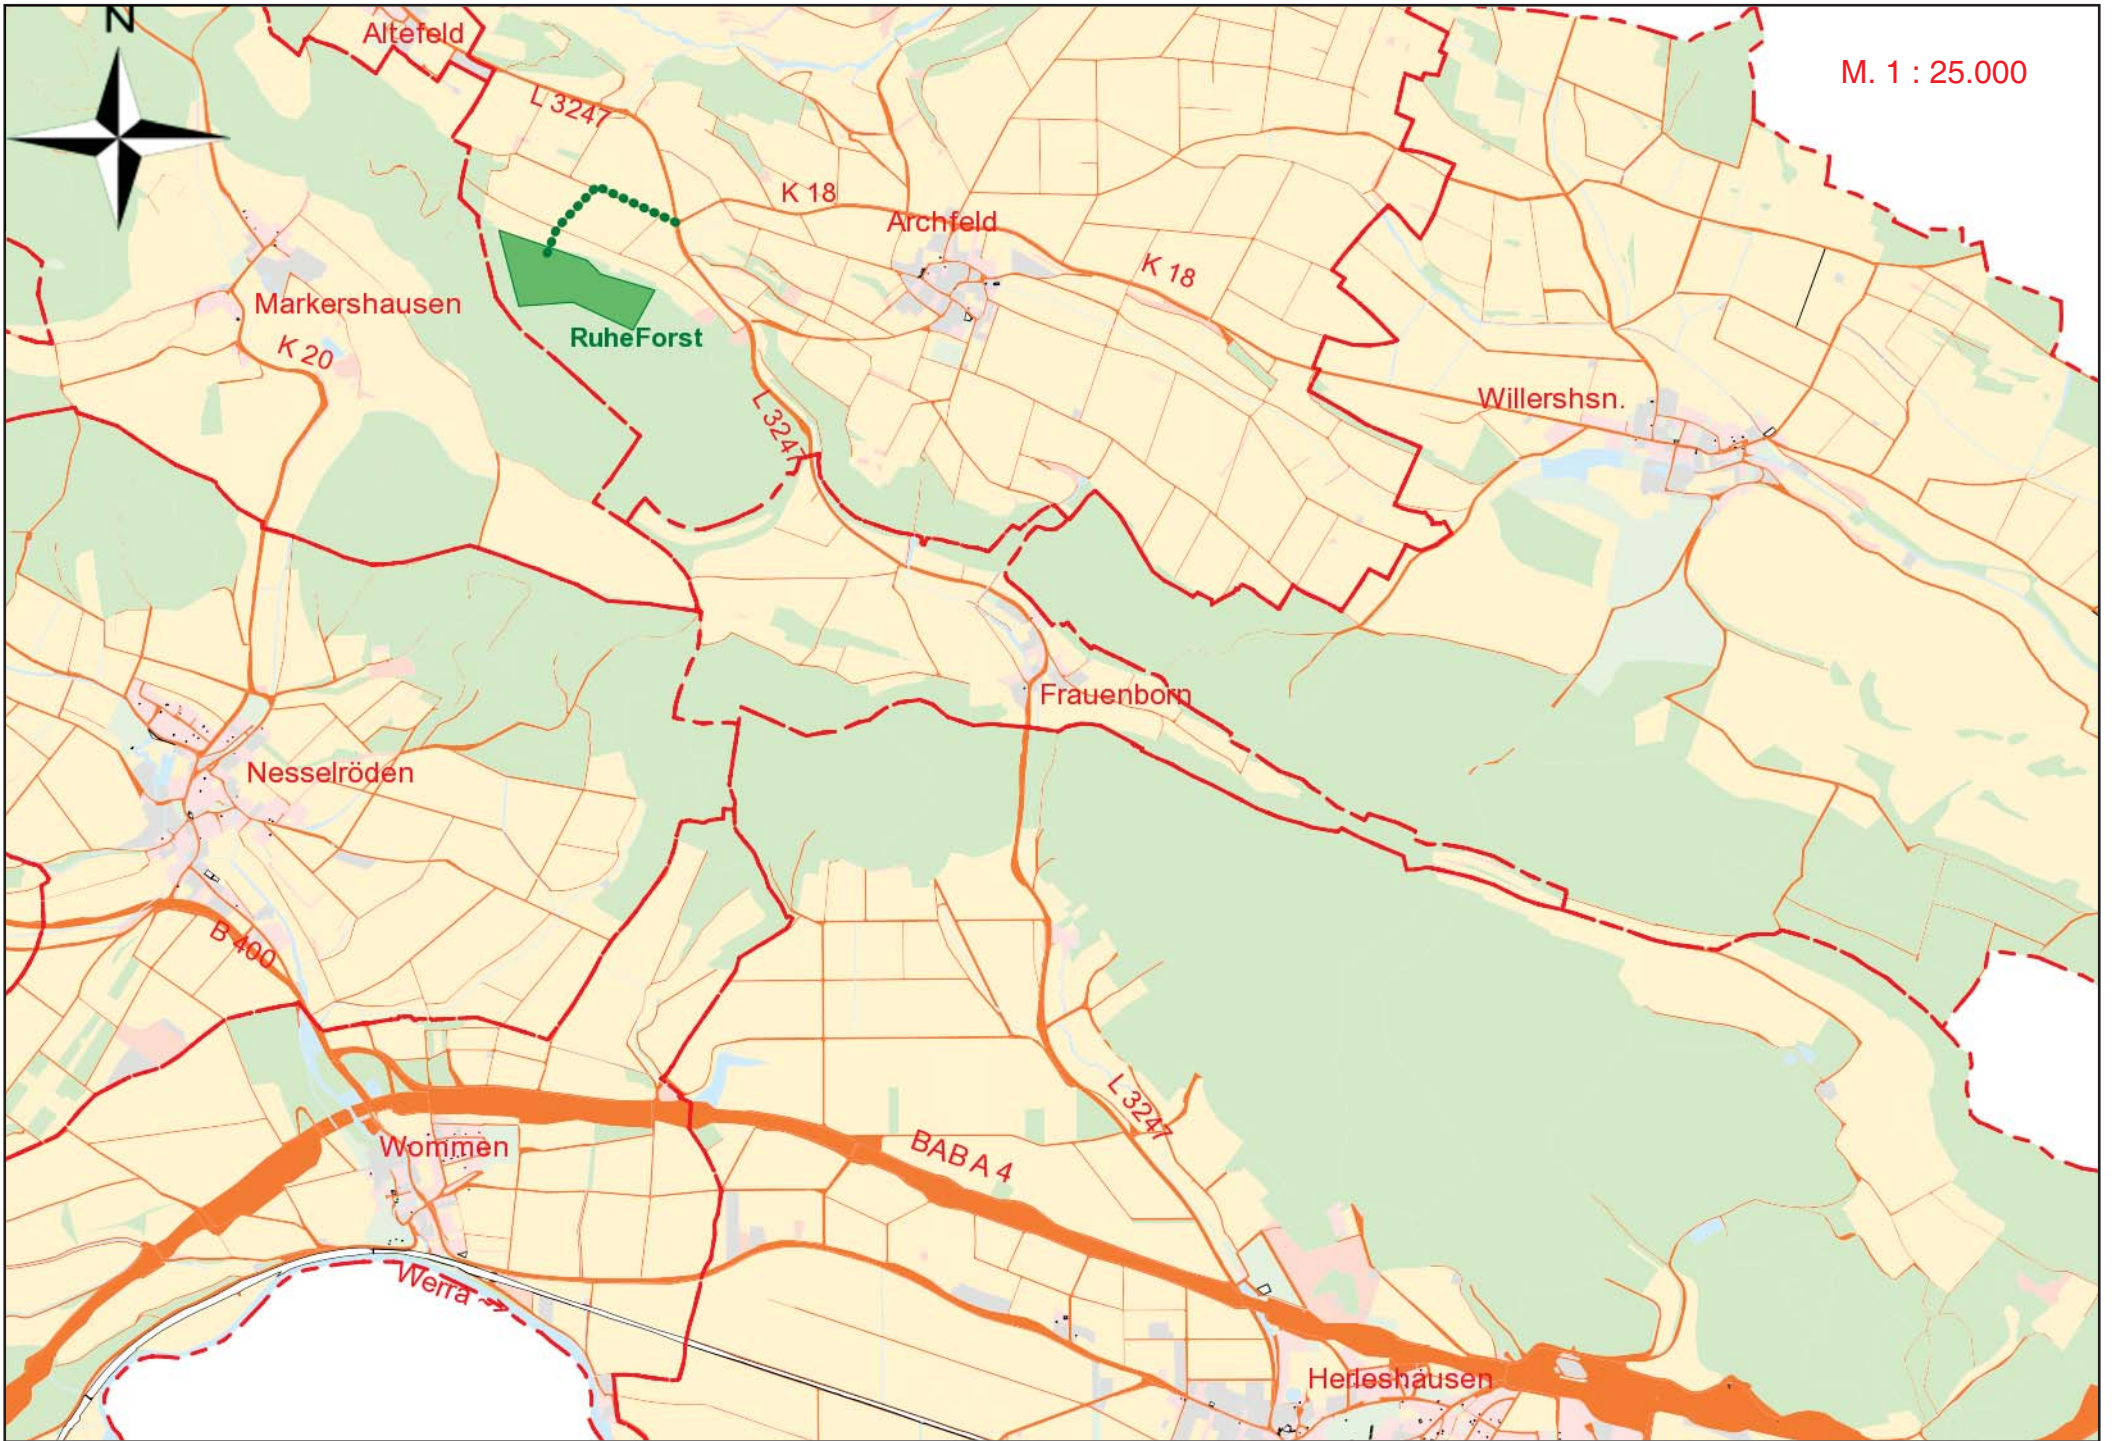 N
Altefeld
M. 1 : 25.000
L 3247
K 18
Archfeld
K 18
Markershausen
RuheForst
K 20
L 3247
Willershsn.
Frauenborn
Nesselröden
B 400
L 3247
Wommen
BAB A 4
Werra
Herleshausen